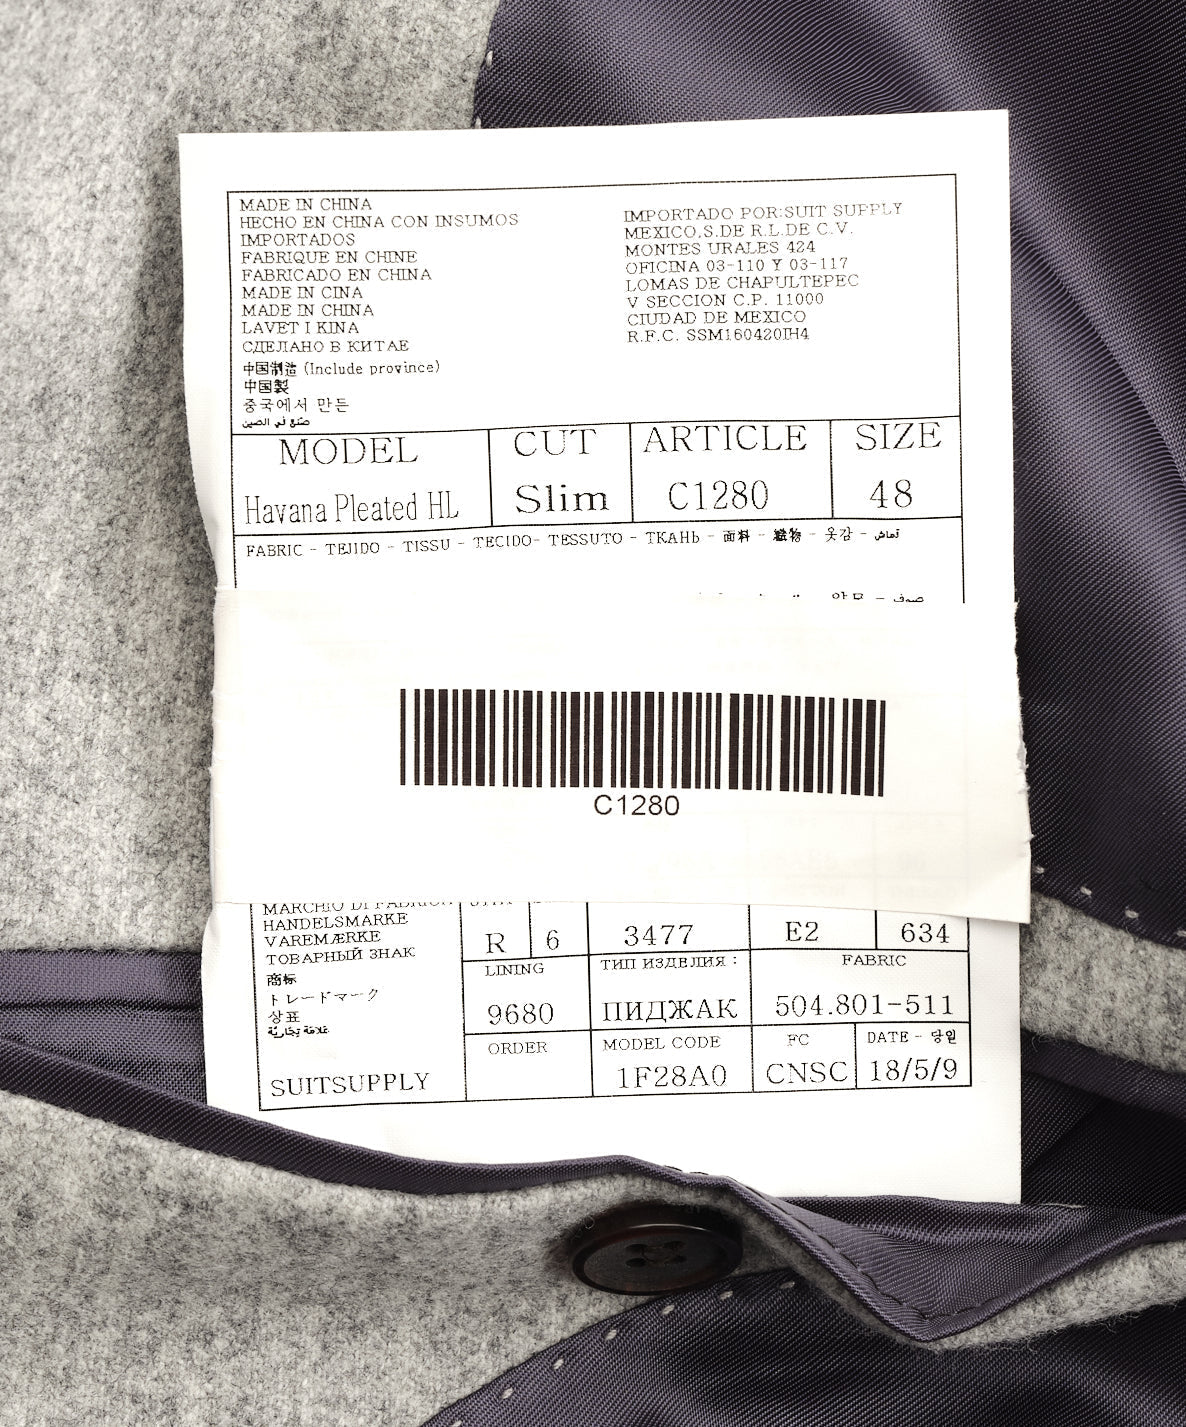 MADE IN CHINA
HECHO EN CHINA CON INSUMOS
IMPORTADOS
FABRIQUE EN CHINE
FABRICADO EN CHINA
MADE IN CINA
MADE IN CHINA
LAVET I KINA
СДЕЛАНО В КИТАЕ
中国制造 (Include province)
中国製
중국에서 만든
صنع في الصين
IMPORTADO POR:SUIT SUPPLY
MEXICO,S.DE R.L.DE C.V.
MONTES URALES 424
OFICINA 03-110 Y 03-117
LOMAS DE CHAPULTEPEC
V SECCION C.P. 11000
CIUDAD DE MEXICO
R.F.C. SSM160420IH4
MODEL CUT ARTICLE SIZE
Havana Pleated HL Slim C1280 48
FABRIC - TEJIDO - TISSU - TECIDO- TESSUTO - ТКАНЬ - 面料 - 織物 - 옷감 - قماش
양모 - صوف
C1280
MARCHIO DI FABRICA
HANDELSMARKE
VAREMÆRKE
ТОВАРНЫЙ ЗНАК
商标
トレードマーク
상표
علامة تجارية
SUITSUPPLY
R 6 3477 E2 634
LINING ТИП ИЗДЕЛИЯ : FABRIC
9680 ПИДЖАК 504.801-511
ORDER MODEL CODE FC DATE - 당일
1F28A0 CNSC 18/5/9